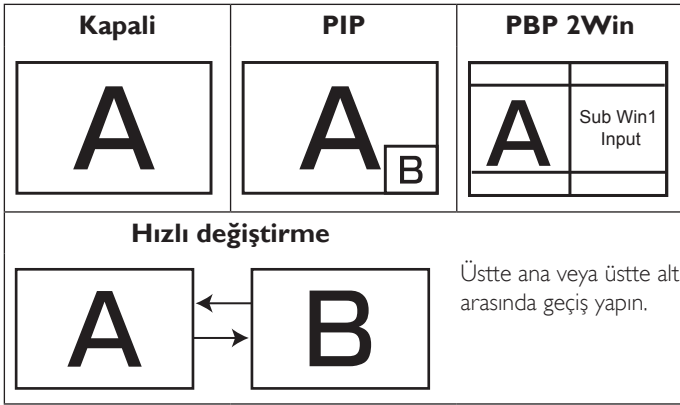 Kapali
PIP
PBP 2Win
A
A
B
A
Sub Win1
Input
Hızlı değiştirme
A
B
Üstte ana veya üstte alt
arasında geçiş yapın.